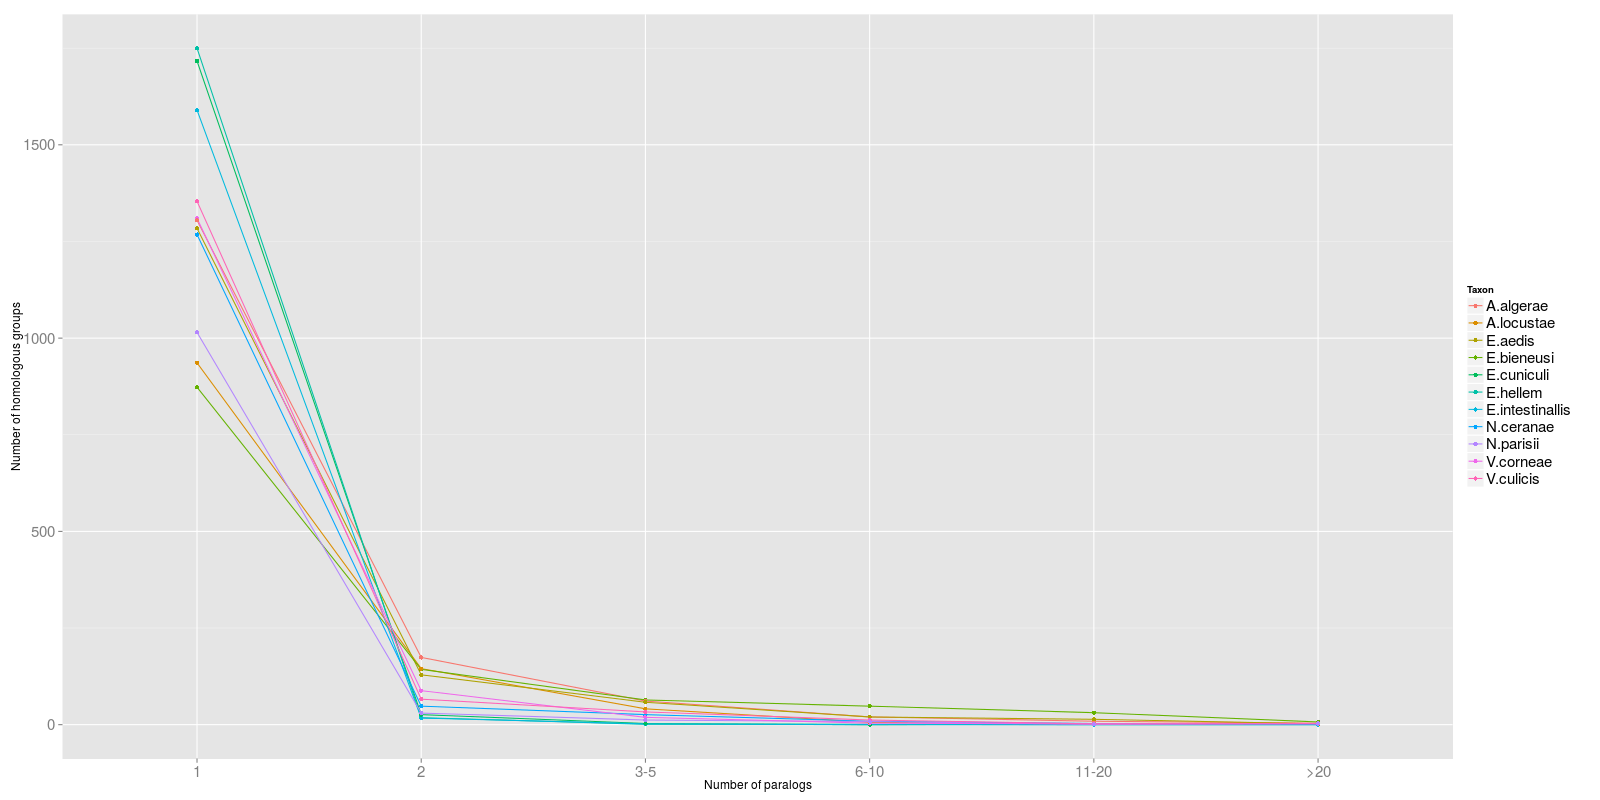 1500
1000
500
0
Number of homologous groups
1 2 3-5 6-10 11-20 >20
Number of paralogs
Taxon
A.algerae
A.locustae
E.aedis
E.bieneusi
E.cuniculi
E.hellem
E.intestinallis
N.ceranae
N.parisii
V.corneae
V.culicis